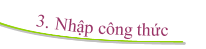 3. Nhập công thức